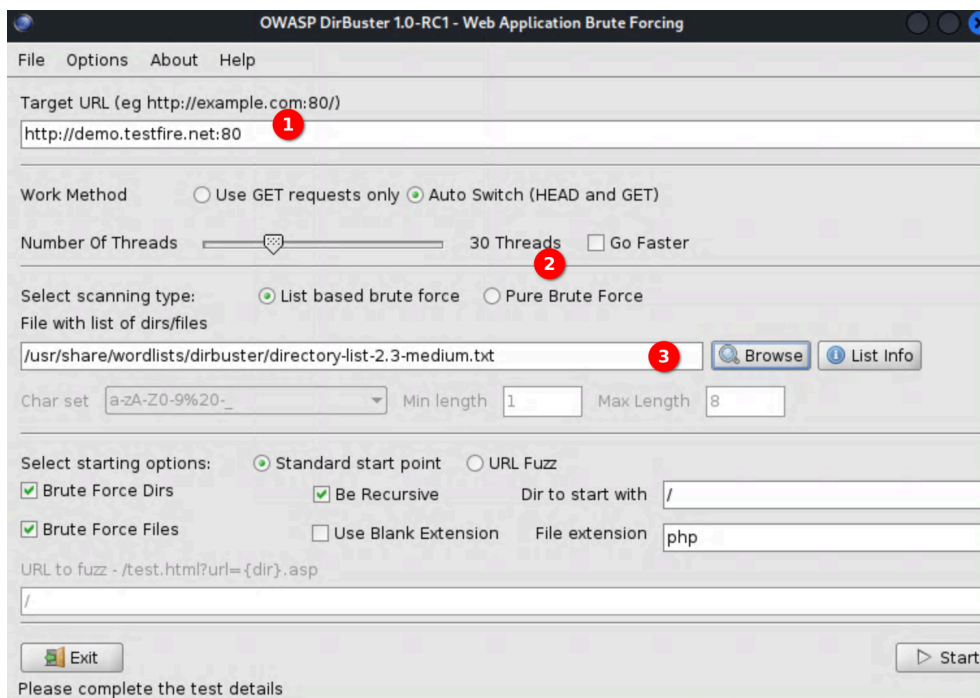 OWASP DirBuster 1.0-RC1 - Web Application Brute Forcing
File Options About Help
Target URL (eg http://example.com:80/)
http://demo.testfire.net:80
1
Work Method Use GET requests only Auto Switch (HEAD and GET)
Number Of Threads 30 Threads Go Faster
2
Select scanning type: List based brute force Pure Brute Force
File with list of dirs/files
/usr/share/wordlists/dirbuster/directory-list-2.3-medium.txt 3 Browse List Info
Char set a-zA-Z0-9%20-_ Min length 1 Max Length 8
Select starting options: Standard start point URL Fuzz
Brute Force Dirs Be Recursive Dir to start with /
Brute Force Files Use Blank Extension File extension php
URL to fuzz - /test.html?url={dir}.asp
/
Exit Start
Please complete the test details